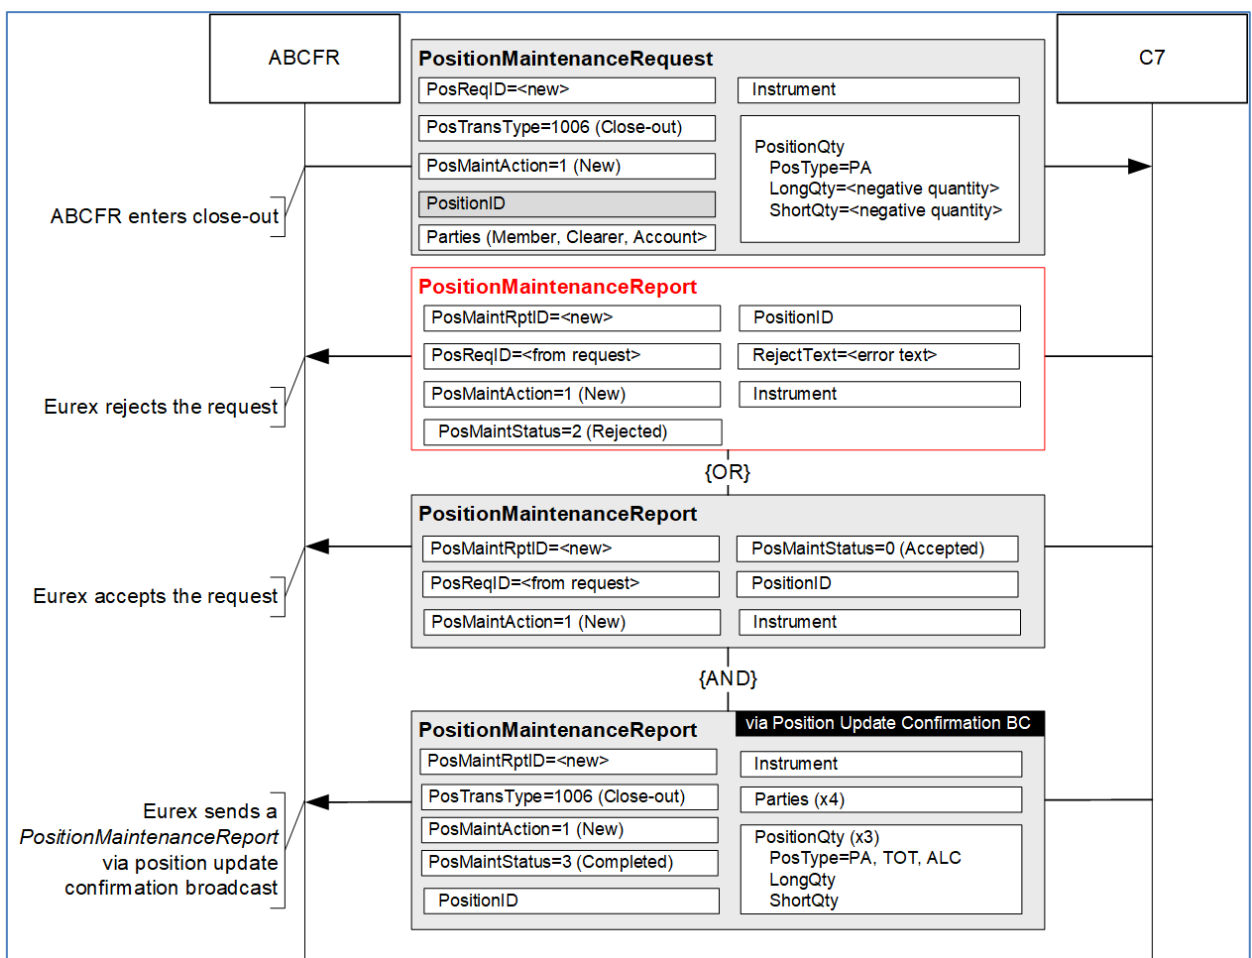 ABCFR
C7
PositionMaintenanceRequest
PosReqID=<new>
Instrument
PosTransType=1006 (Close-out)
PosMaintAction=1 (New)
PositionID
Parties (Member, Clearer, Account>
PositionQty
PosType=PA
LongQty=<negative quantity>
ShortQty=<negative quantity>
ABCFR enters close-out
PositionMaintenanceReport
PosMaintRptID=<new>
PositionID
PosReqID=<from request>
RejectText=<error text>
PosMaintAction=1 (New)
Instrument
PosMaintStatus=2 (Rejected)
Eurex rejects the request
{OR}
PositionMaintenanceReport
PosMaintRptID=<new>
PosMaintStatus=0 (Accepted)
PosReqID=<from request>
PositionID
PosMaintAction=1 (New)
Instrument
Eurex accepts the request
{AND}
PositionMaintenanceReport
via Position Update Confirmation BC
PosMaintRptID=<new>
Instrument
PosTransType=1006 (Close-out)
Parties (x4)
PosMaintAction=1 (New)
PosMaintStatus=3 (Completed)
PositionID
PositionQty (x3)
PosType=PA, TOT, ALC
LongQty
ShortQty
Eurex sends a
PositionMaintenanceReport
via position update
confirmation broadcast